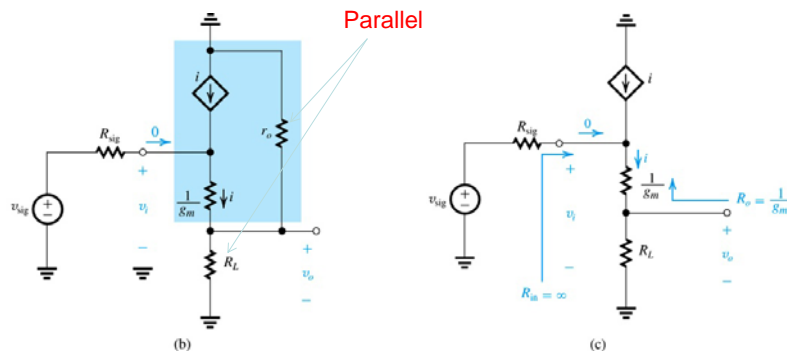 Parallel
i
R_sig
0
r_o
+
v_sig
+
−
v_i
−
1/g_m
i
+
R_L
v_o
−
(b)
i
R_sig
0
i
+
1/g_m
R_o = 1/g_m
v_sig
+
−
v_i
+
R_L
v_o
−
−
R_in = ∞
(c)